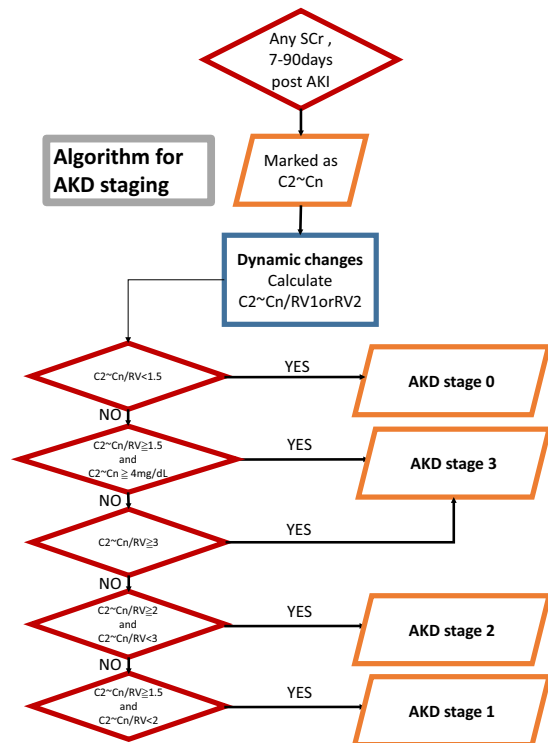 Any SCr ,
7-90days
post AKI
Algorithm for
AKD staging
Marked as
C2~Cn
Dynamic changes
Calculate
C2~Cn/RV1orRV2
C2~Cn/RV<1.5
YES
AKD stage 0
NO
C2~Cn/RV≧1.5
and
C2~Cn ≧ 4mg/dL
YES
AKD stage 3
NO
C2~Cn/RV≧3
YES
NO
C2~Cn/RV≧2
and
C2~Cn/RV<3
YES
AKD stage 2
NO
C2~Cn/RV≧1.5
and
C2~Cn/RV<2
YES
AKD stage 1